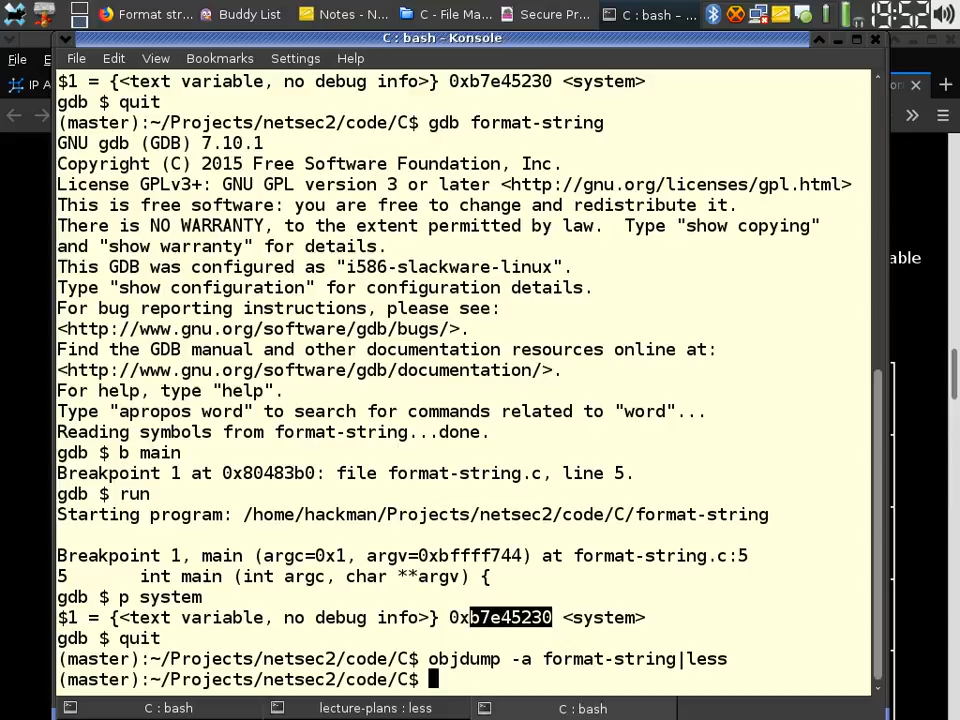 Format str...
Buddy List
Notes - N...
C - File Ma...
Secure Pr...
C : bash – ...
19:52
C : bash - Konsole
File
Edit
View
Bookmarks
Settings
Help
File
IP A
able
$1 = {<text variable, no debug info>} 0xb7e45230 <system>
gdb $ quit
(master):~/Projects/netsec2/code/C$ gdb format-string
GNU gdb (GDB) 7.10.1
Copyright (C) 2015 Free Software Foundation, Inc.
License GPLv3+: GNU GPL version 3 or later <http://gnu.org/licenses/gpl.html>
This is free software: you are free to change and redistribute it.
There is NO WARRANTY, to the extent permitted by law.  Type "show copying"
and "show warranty" for details.
This GDB was configured as "i586-slackware-linux".
Type "show configuration" for configuration details.
For bug reporting instructions, please see:
<http://www.gnu.org/software/gdb/bugs/>.
Find the GDB manual and other documentation resources online at:
<http://www.gnu.org/software/gdb/documentation/>.
For help, type "help".
Type "apropos word" to search for commands related to "word"...
Reading symbols from format-string...done.
gdb $ b main
Breakpoint 1 at 0x80483b0: file format-string.c, line 5.
gdb $ run
Starting program: /home/hackman/Projects/netsec2/code/C/format-string
Breakpoint 1, main (argc=0x1, argv=0xbffff744) at format-string.c:5
5       int main (int argc, char **argv) {
gdb $ p system
$1 = {<text variable, no debug info>} 0xb7e45230 <system>
gdb $ quit
(master):~/Projects/netsec2/code/C$ objdump -a format-string|less
(master):~/Projects/netsec2/code/C$
C : bash
lecture-plans : less
C : bash